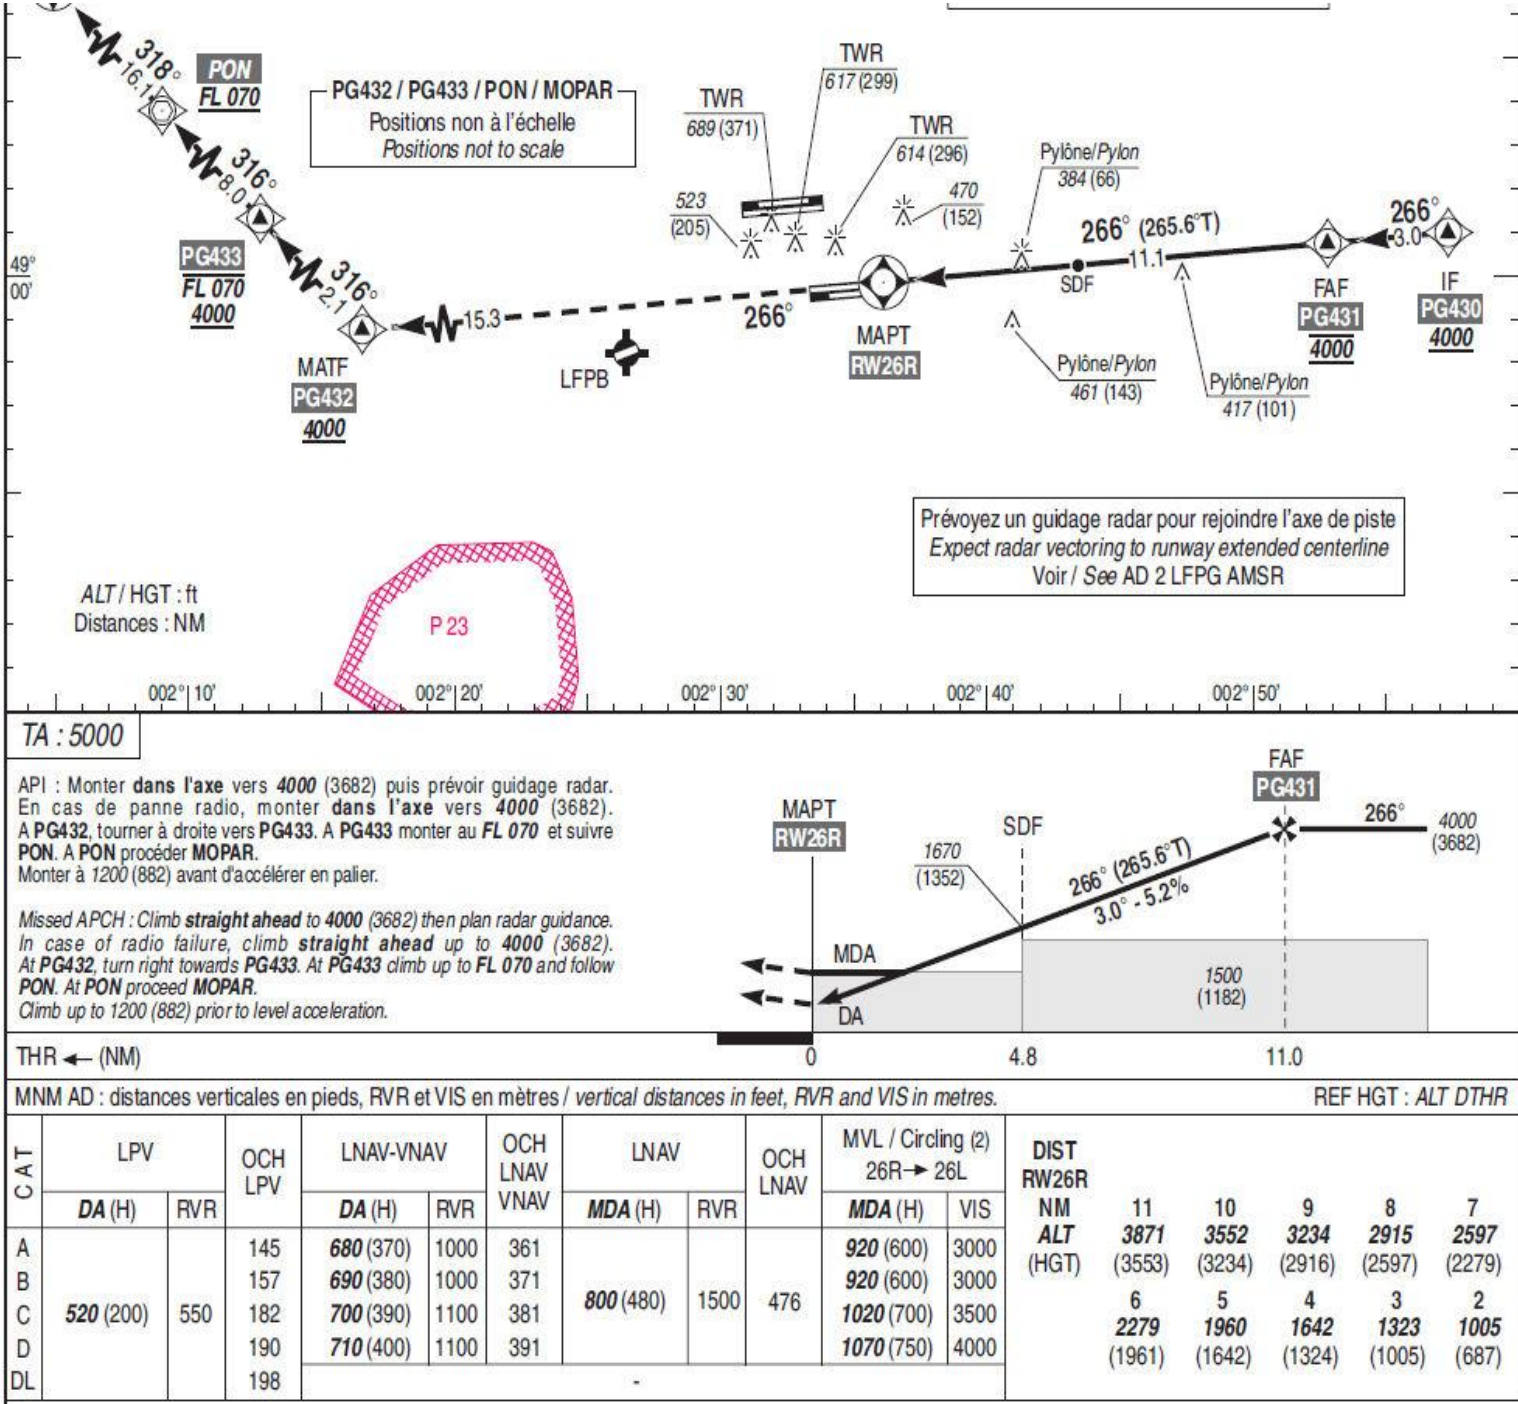 318°
16.1
PON
FL 070
PG432 / PG433 / PON / MOPAR
Positions non à l'échelle
Positions not to scale
316°
8.0
PG433
FL 070
4000
316°
2.1
MATF
PG432
4000
15.3
266°
LFPB
TWR
617 (299)
TWR
689 (371)
TWR
614 (296)
523
(205)
470
(152)
Pylône/Pylon
384 (66)
266° (265.6°T)
11.1
SDF
266°
3.0
MAPT
RW26R
FAF
PG431
4000
IF
PG430
4000
Pylône/Pylon
461 (143)
Pylône/Pylon
417 (101)
49°
00'
Prévoyez un guidage radar pour rejoindre l'axe de piste
Expect radar vectoring to runway extended centerline
Voir / See AD 2 LFPG AMSR
ALT / HGT : ft
Distances : NM
P 23
002° 10' 002° 20' 002° 30' 002° 40' 002° 50'
TA : 5000
API : Monter dans l'axe vers 4000 (3682) puis prévoir guidage radar.
En cas de panne radio, monter dans l'axe vers 4000 (3682).
A PG432, tourner à droite vers PG433. A PG433 monter au FL 070 et suivre
PON. A PON procéder MOPAR.
Monter à 1200 (882) avant d'accélérer en palier.
Missed APCH : Climb straight ahead to 4000 (3682) then plan radar guidance.
In case of radio failure, climb straight ahead up to 4000 (3682).
At PG432, turn right towards PG433. At PG433 climb up to FL 070 and follow
PON. At PON proceed MOPAR.
Climb up to 1200 (882) prior to level acceleration.
MAPT
RW26R
SDF
FAF
PG431
1670
(1352)
266° (265.6°T)
3.0° - 5.2%
266°
4000
(3682)
MDA
DA
1500
(1182)
THR ← (NM) 0 4.8 11.0
MNM AD : distances verticales en pieds, RVR et VIS en mètres / vertical distances in feet, RVR and VIS in metres. REF HGT : ALT DTHR
CAT
LPV
DA (H) RVR
OCH
LPV
LNAV-VNAV
DA (H) RVR
OCH
LNAV
VNAV
LNAV
MDA (H) RVR
OCH
LNAV
MVL / Circling (2)
26R→ 26L
MDA (H) VIS
A 145 680 (370) 1000 361 920 (600) 3000
B 157 690 (380) 1000 371 920 (600) 3000
520 (200) 550 800 (480) 1500 476
C 182 700 (390) 1100 381 1020 (700) 3500
D 190 710 (400) 1100 391 1070 (750) 4000
DL 198 -
DIST
RW26R
NM 11 10 9 8 7
ALT 3871 3552 3234 2915 2597
(HGT) (3553) (3234) (2916) (2597) (2279)
6 5 4 3 2
2279 1960 1642 1323 1005
(1961) (1642) (1324) (1005) (687)